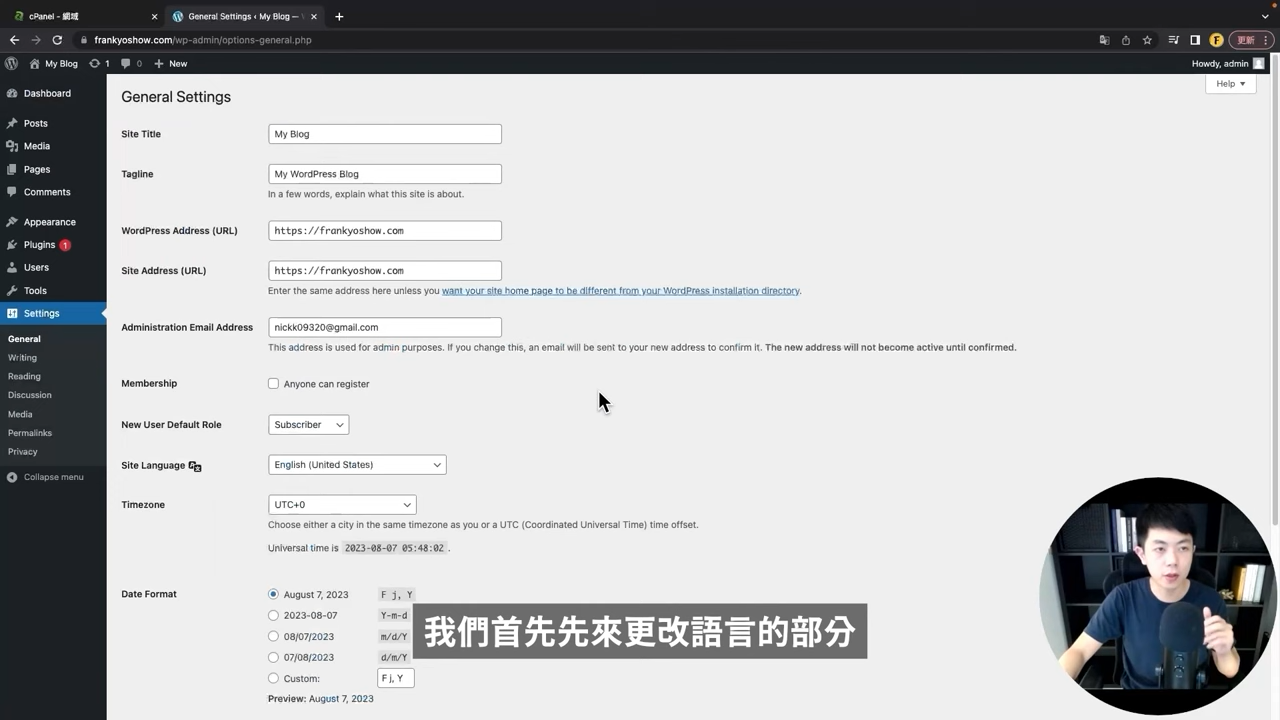 cPanel - 網域
General Settings ‹ My Blog —
frankyoshow.com/wp-admin/options-general.php
F
更新
My Blog
1
0
New
Howdy, admin
Help
Dashboard
Posts
Media
Pages
Comments
Appearance
Plugins 1
Users
Tools
Settings
General
Writing
Reading
Discussion
Media
Permalinks
Privacy
Collapse menu
General Settings
Site Title
My Blog
Tagline
My WordPress Blog
In a few words, explain what this site is about.
WordPress Address (URL)
https://frankyoshow.com
Site Address (URL)
https://frankyoshow.com
Enter the same address here unless you want your site home page to be different from your WordPress installation directory.
Administration Email Address
nickk09320@gmail.com
This address is used for admin purposes. If you change this, an email will be sent to your new address to confirm it. The new address will not become active until confirmed.
Membership
Anyone can register
New User Default Role
Subscriber
Site Language
English (United States)
Timezone
UTC+0
Choose either a city in the same timezone as you or a UTC (Coordinated Universal Time) time offset.
Universal time is 2023-08-07 05:48:02 .
Date Format
August 7, 2023
F j, Y
2023-08-07
Y-m-d
08/07/2023
m/d/Y
07/08/2023
d/m/Y
Custom:
F j, Y
Preview: August 7, 2023
我們首先先來更改語言的部分